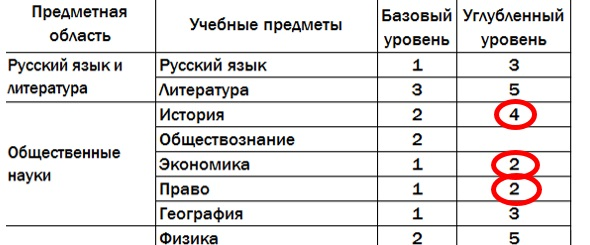 Предметная область Учебные предметы Базовый уровень Углубленный уровень
Русский язык и литература Русский язык 1 3
Литература 3 5
Общественные науки История 2 4
Обществознание 2
Экономика 1 2
Право 1 2
География 1 3
Физика 2 5